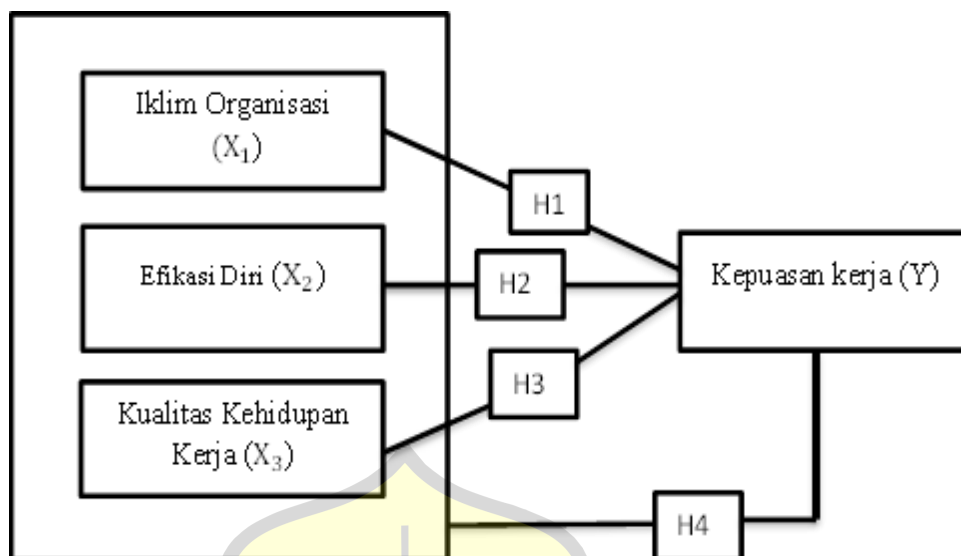 Iklim Organisasi
(X₁)
H1
Efikasi Diri (X₂)
H2
Kepuasan kerja (Y)
H3
Kualitas Kehidupan
Kerja (X₃)
H4